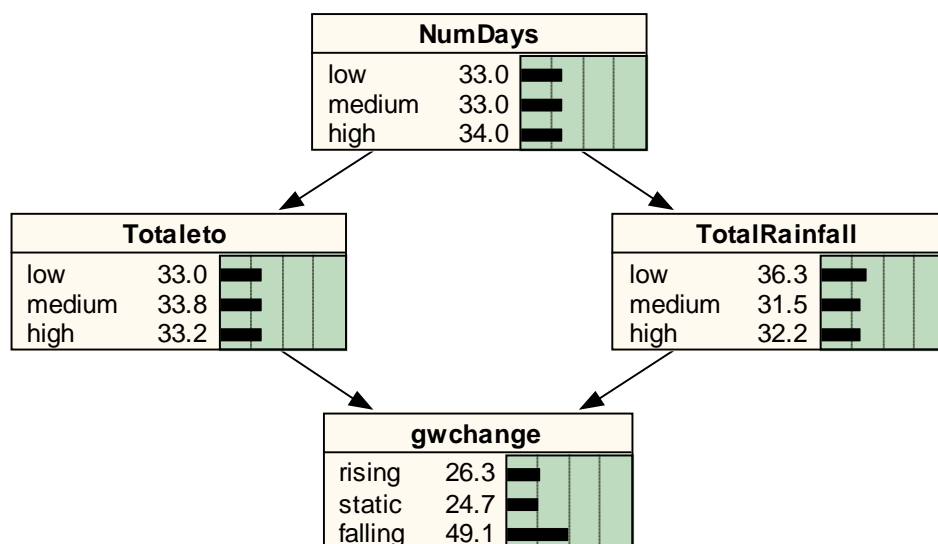 NumDays
low 33.0
medium 33.0
high 34.0
Totaleto
low 33.0
medium 33.8
high 33.2
TotalRainfall
low 36.3
medium 31.5
high 32.2
gwchange
rising 26.3
static 24.7
falling 49.1